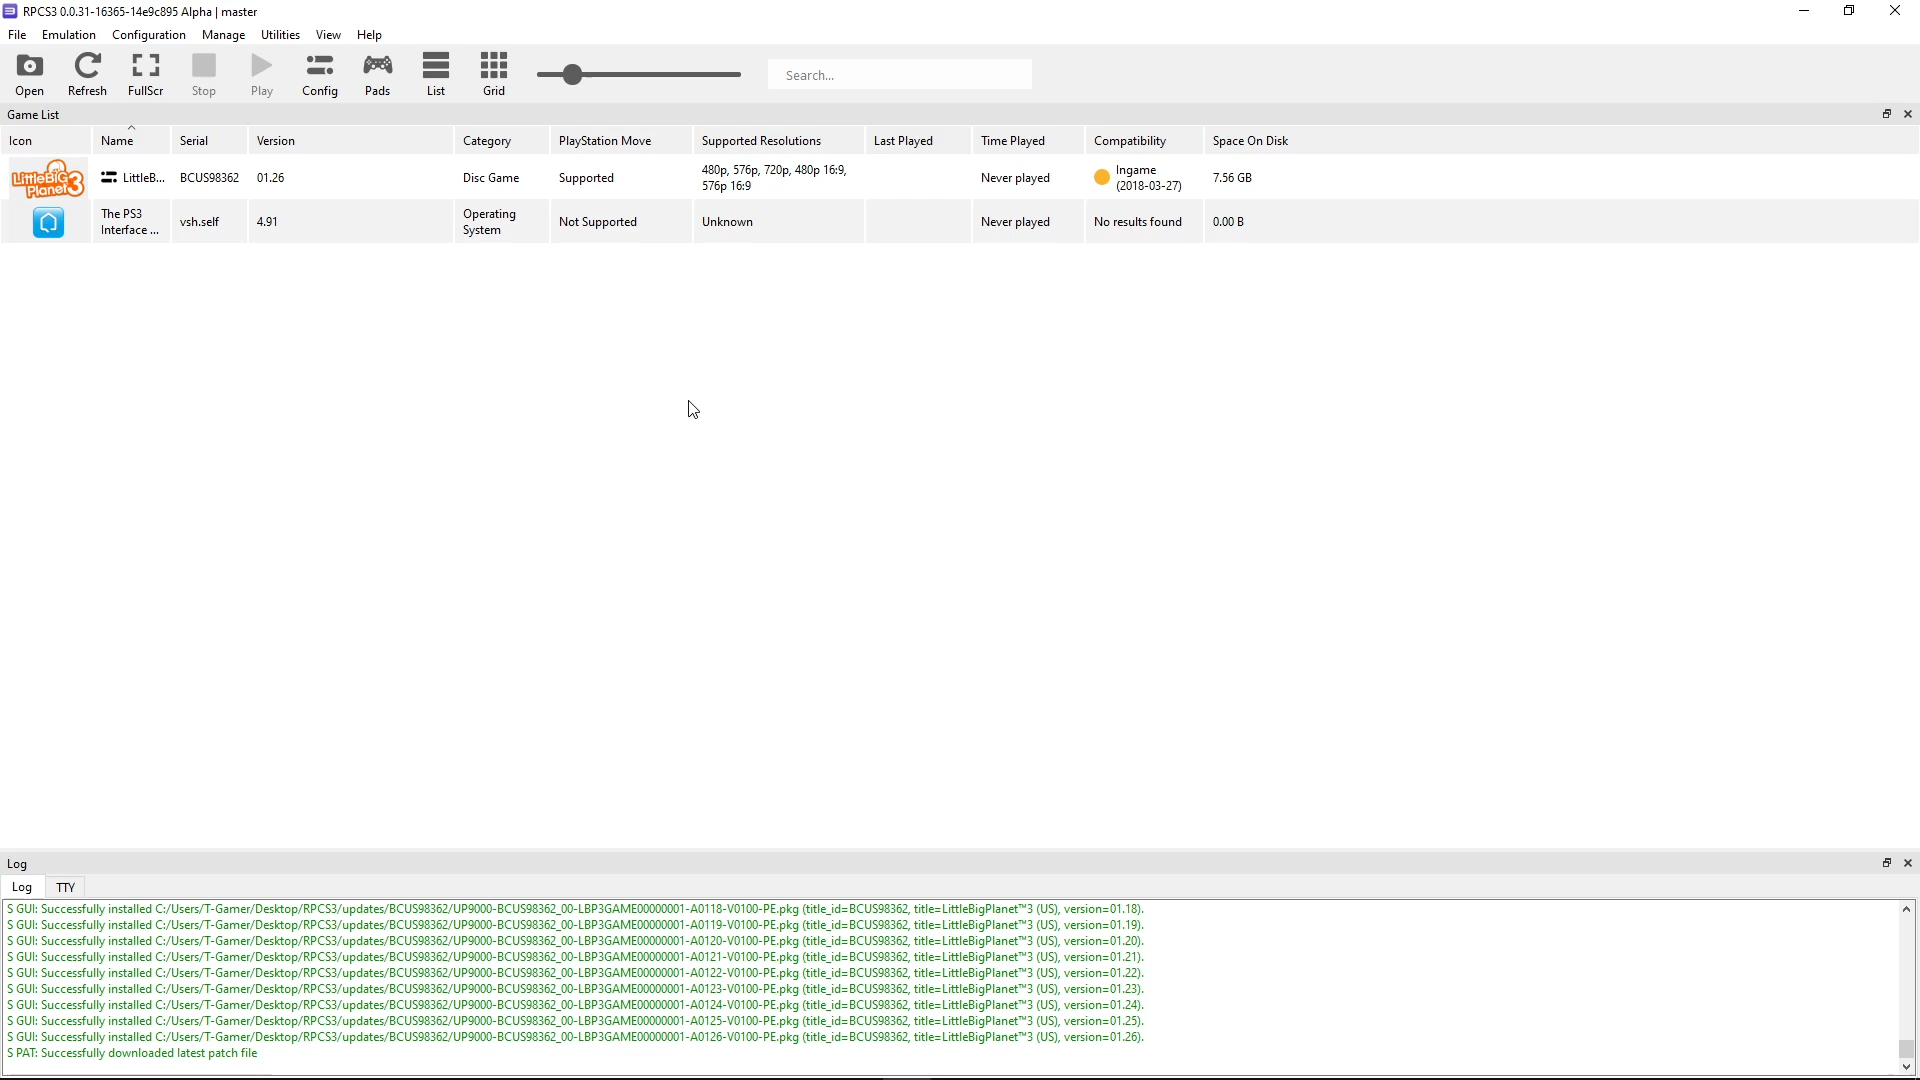 RPCS3 0.0.31-16365-14e9c895 Alpha | master
File Emulation Configuration Manage Utilities View Help
Open Refresh FullScr Stop Play Config Pads List Grid Search...
Game List
Icon Name Serial Version Category PlayStation Move Supported Resolutions Last Played Time Played Compatibility Space On Disk
LittleBIG Planet 3
LittleB... BCUS98362 01.26 Disc Game Supported 480p, 576p, 720p, 480p 16:9, Never played Ingame 7.56 GB
576p 16:9 (2018-03-27)
The PS3 vsh.self 4.91 Operating Not Supported Unknown Never played No results found 0.00 B
Interface ... System
Log
Log TTY
S GUI: Successfully installed C:/Users/T-Gamer/Desktop/RPCS3/updates/BCUS98362/UP9000-BCUS98362_00-LBP3GAME00000001-A0118-V0100-PE.pkg (title_id=BCUS98362, title=LittleBigPlanet™3 (US), version=01.18).
S GUI: Successfully installed C:/Users/T-Gamer/Desktop/RPCS3/updates/BCUS98362/UP9000-BCUS98362_00-LBP3GAME00000001-A0119-V0100-PE.pkg (title_id=BCUS98362, title=LittleBigPlanet™3 (US), version=01.19).
S GUI: Successfully installed C:/Users/T-Gamer/Desktop/RPCS3/updates/BCUS98362/UP9000-BCUS98362_00-LBP3GAME00000001-A0120-V0100-PE.pkg (title_id=BCUS98362, title=LittleBigPlanet™3 (US), version=01.20).
S GUI: Successfully installed C:/Users/T-Gamer/Desktop/RPCS3/updates/BCUS98362/UP9000-BCUS98362_00-LBP3GAME00000001-A0121-V0100-PE.pkg (title_id=BCUS98362, title=LittleBigPlanet™3 (US), version=01.21).
S GUI: Successfully installed C:/Users/T-Gamer/Desktop/RPCS3/updates/BCUS98362/UP9000-BCUS98362_00-LBP3GAME00000001-A0122-V0100-PE.pkg (title_id=BCUS98362, title=LittleBigPlanet™3 (US), version=01.22).
S GUI: Successfully installed C:/Users/T-Gamer/Desktop/RPCS3/updates/BCUS98362/UP9000-BCUS98362_00-LBP3GAME00000001-A0123-V0100-PE.pkg (title_id=BCUS98362, title=LittleBigPlanet™3 (US), version=01.23).
S GUI: Successfully installed C:/Users/T-Gamer/Desktop/RPCS3/updates/BCUS98362/UP9000-BCUS98362_00-LBP3GAME00000001-A0124-V0100-PE.pkg (title_id=BCUS98362, title=LittleBigPlanet™3 (US), version=01.24).
S GUI: Successfully installed C:/Users/T-Gamer/Desktop/RPCS3/updates/BCUS98362/UP9000-BCUS98362_00-LBP3GAME00000001-A0125-V0100-PE.pkg (title_id=BCUS98362, title=LittleBigPlanet™3 (US), version=01.25).
S GUI: Successfully installed C:/Users/T-Gamer/Desktop/RPCS3/updates/BCUS98362/UP9000-BCUS98362_00-LBP3GAME00000001-A0126-V0100-PE.pkg (title_id=BCUS98362, title=LittleBigPlanet™3 (US), version=01.26).
S PAT: Successfully downloaded latest patch file